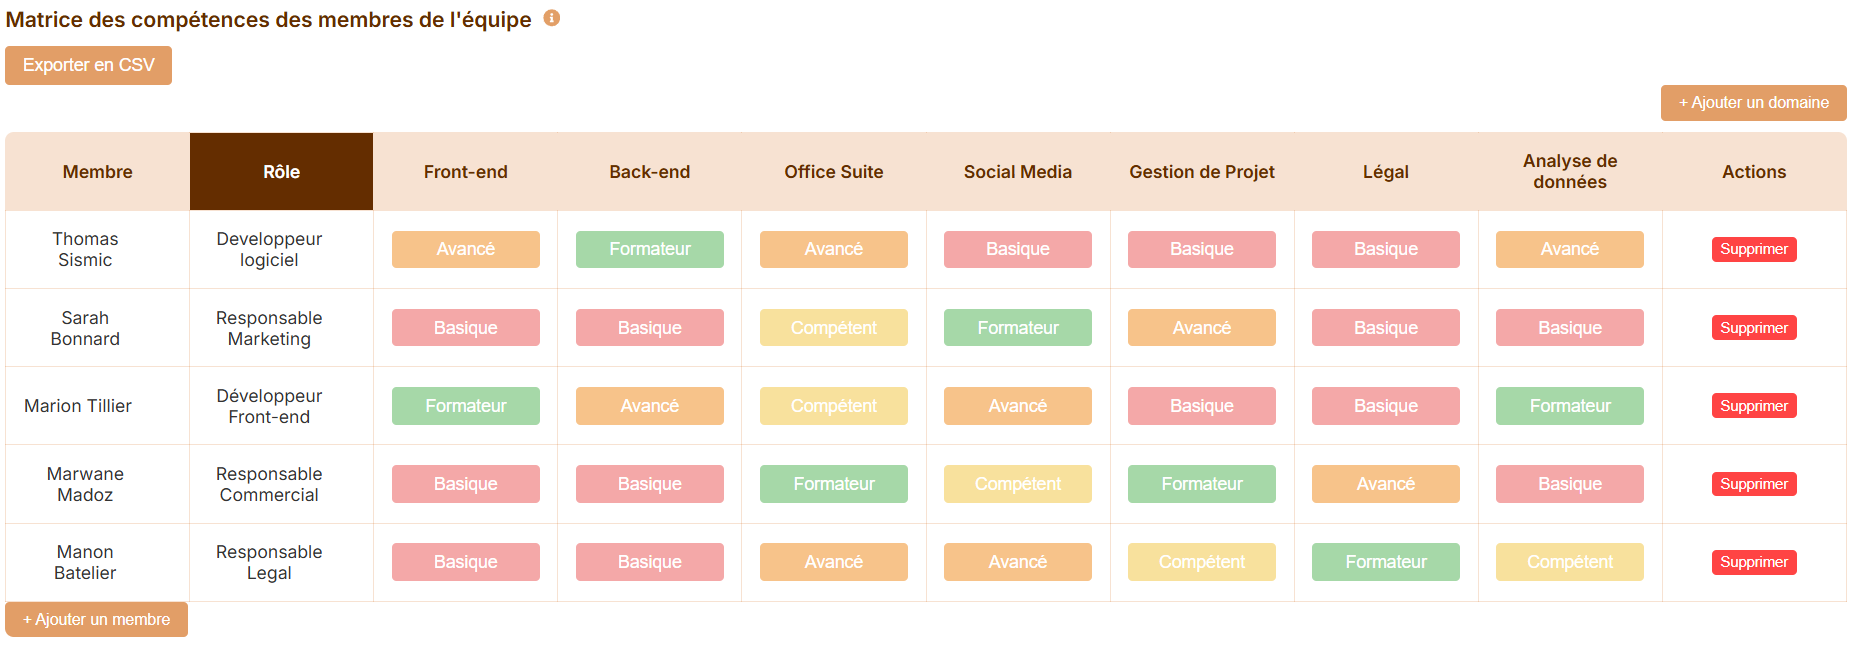 Matrice des compétences des membres de l'équipe
Exporter en CSV
+ Ajouter un domaine
Membre Rôle Front-end Back-end Office Suite Social Media Gestion de Projet Légal Analyse de données Actions
Thomas Sismic Developpeur logiciel Avancé Formateur Avancé Basique Basique Basique Avancé Supprimer
Sarah Bonnard Responsable Marketing Basique Basique Compétent Formateur Avancé Basique Basique Supprimer
Marion Tillier Développeur Front-end Formateur Avancé Compétent Avancé Basique Basique Formateur Supprimer
Marwane Madoz Responsable Commercial Basique Basique Formateur Compétent Formateur Avancé Basique Supprimer
Manon Batelier Responsable Legal Basique Basique Avancé Avancé Compétent Formateur Compétent Supprimer
+ Ajouter un membre